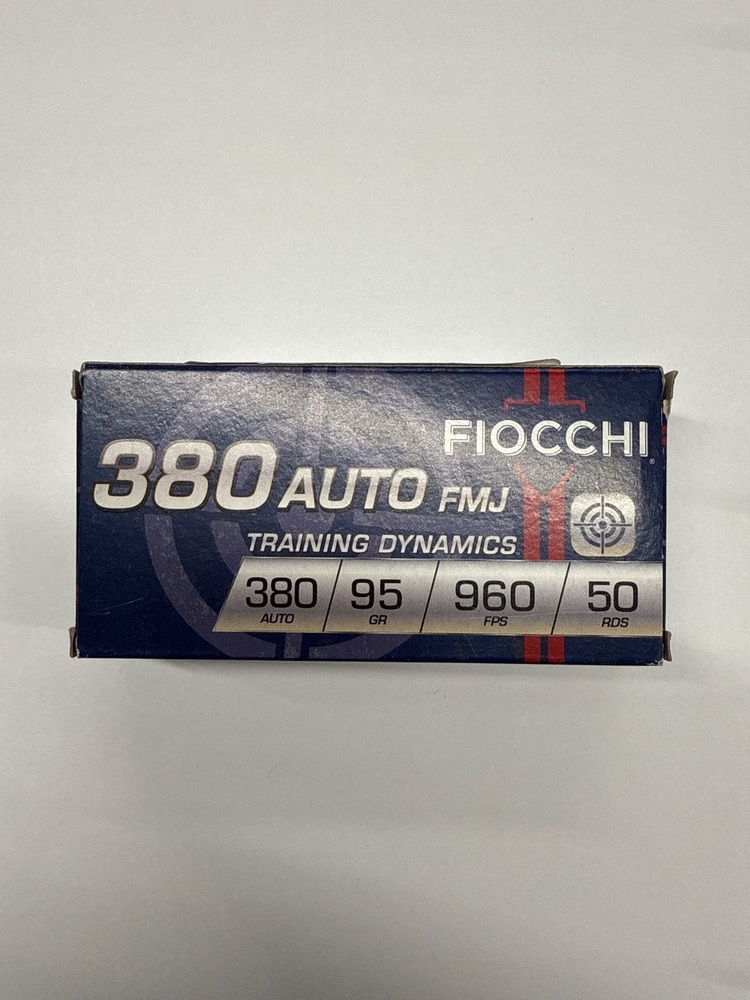 FIOCCHI®
380 AUTO FMJ
TRAINING DYNAMICS
380 95 960 50
AUTO GR FPS RDS